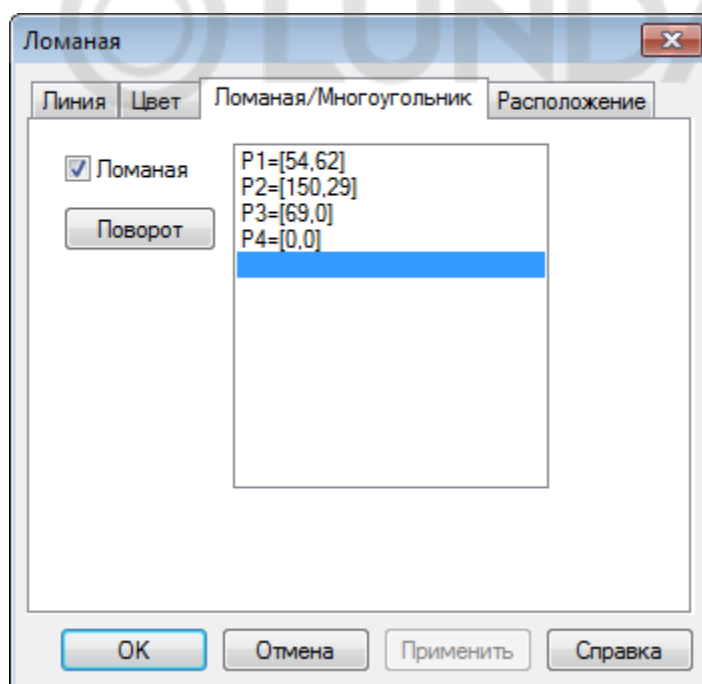 LUNDA
Ломаная
Линия Цвет Ломаная/Многоугольник Расположение
Ломаная
Поворот
P1=[54,62]
P2=[150,29]
P3=[69,0]
P4=[0,0]
OK Отмена Применить Справка